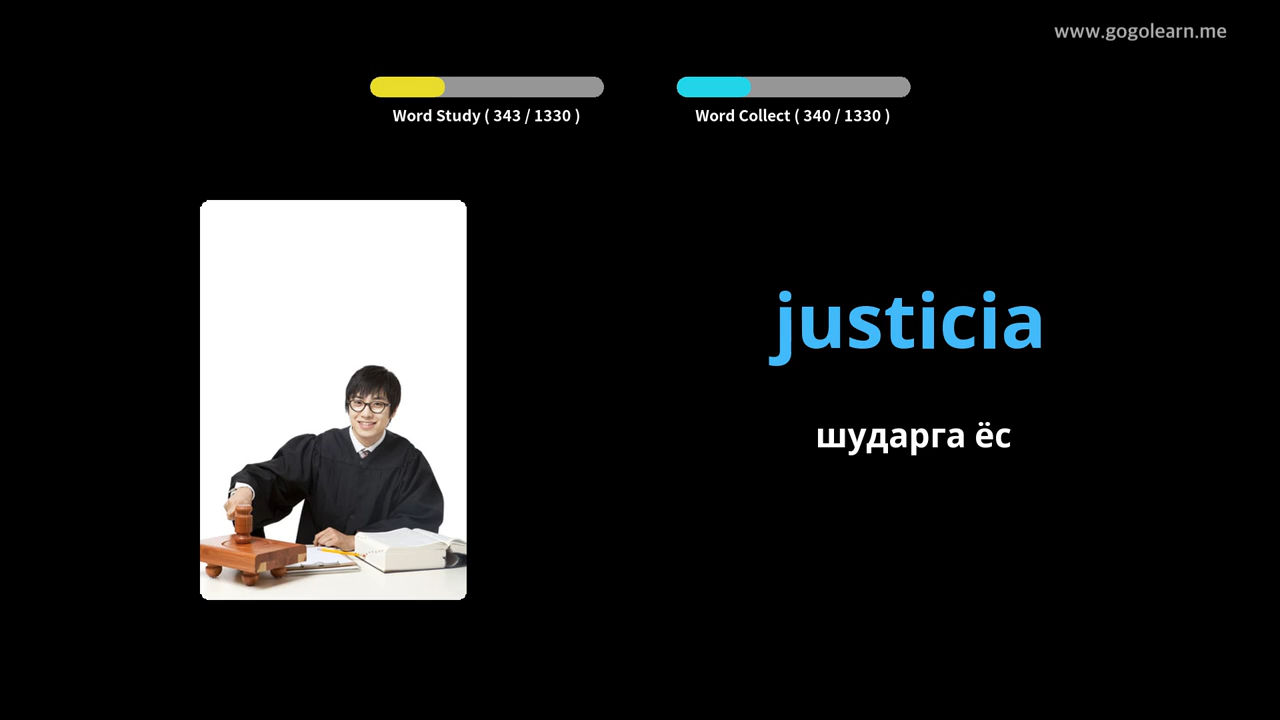 www.gogolearn.me
Word Study ( 343 / 1330 )
Word Collect ( 340 / 1330 )
justicia
шударга ёс